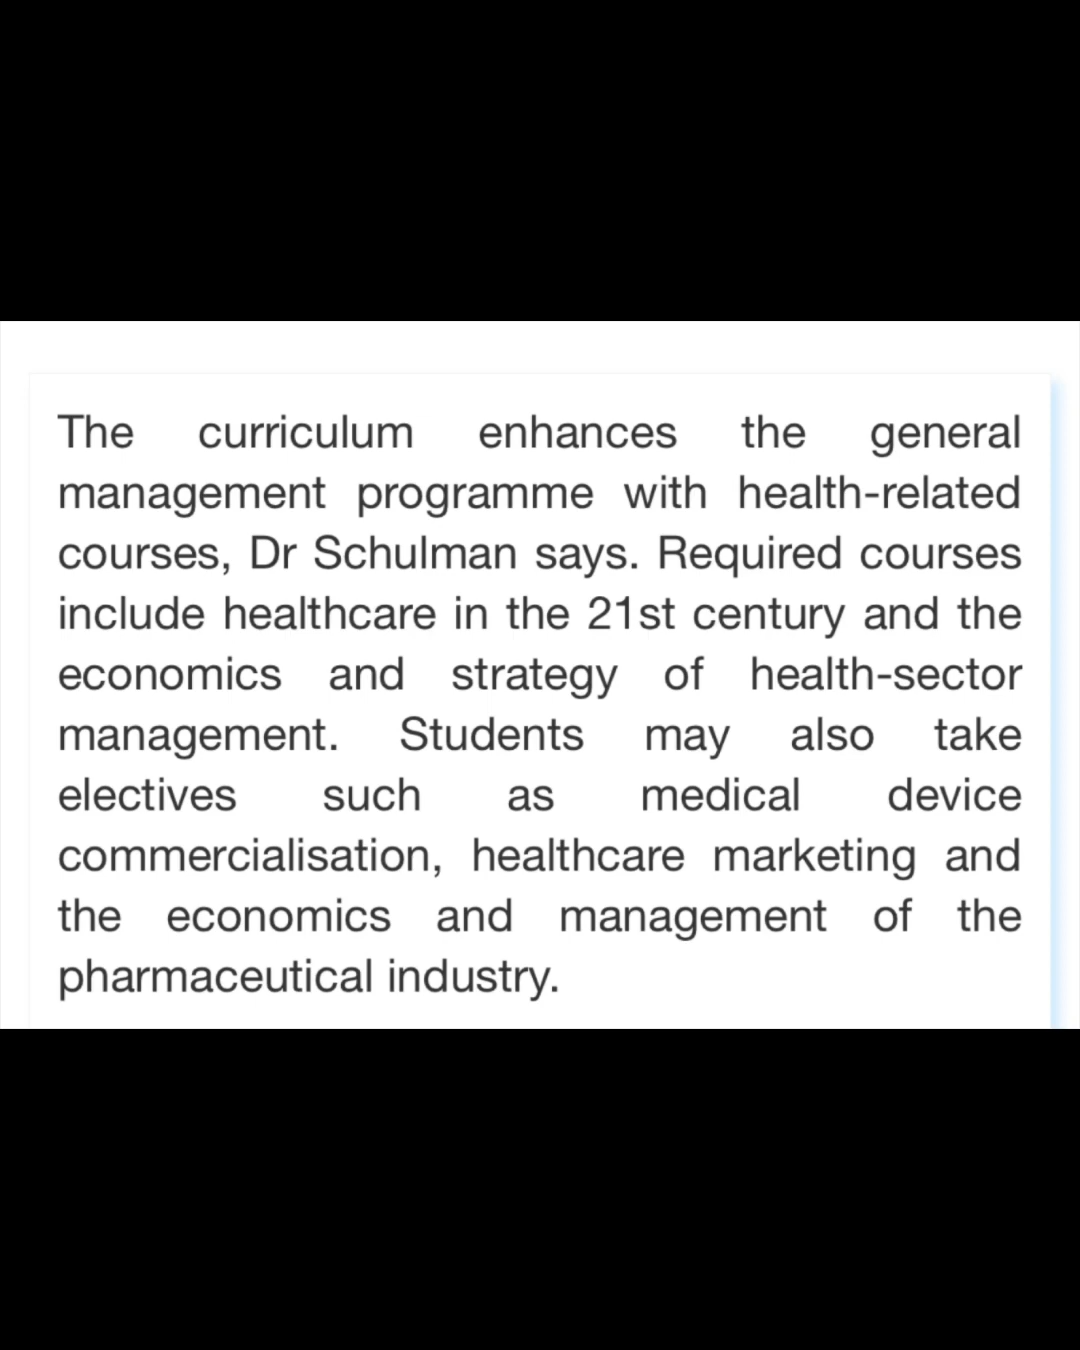 The curriculum enhances the general
management programme with health-related
courses, Dr Schulman says. Required courses
include healthcare in the 21st century and the
economics and strategy of health-sector
management. Students may also take
electives such as medical device
commercialisation, healthcare marketing and
the economics and management of the
pharmaceutical industry.